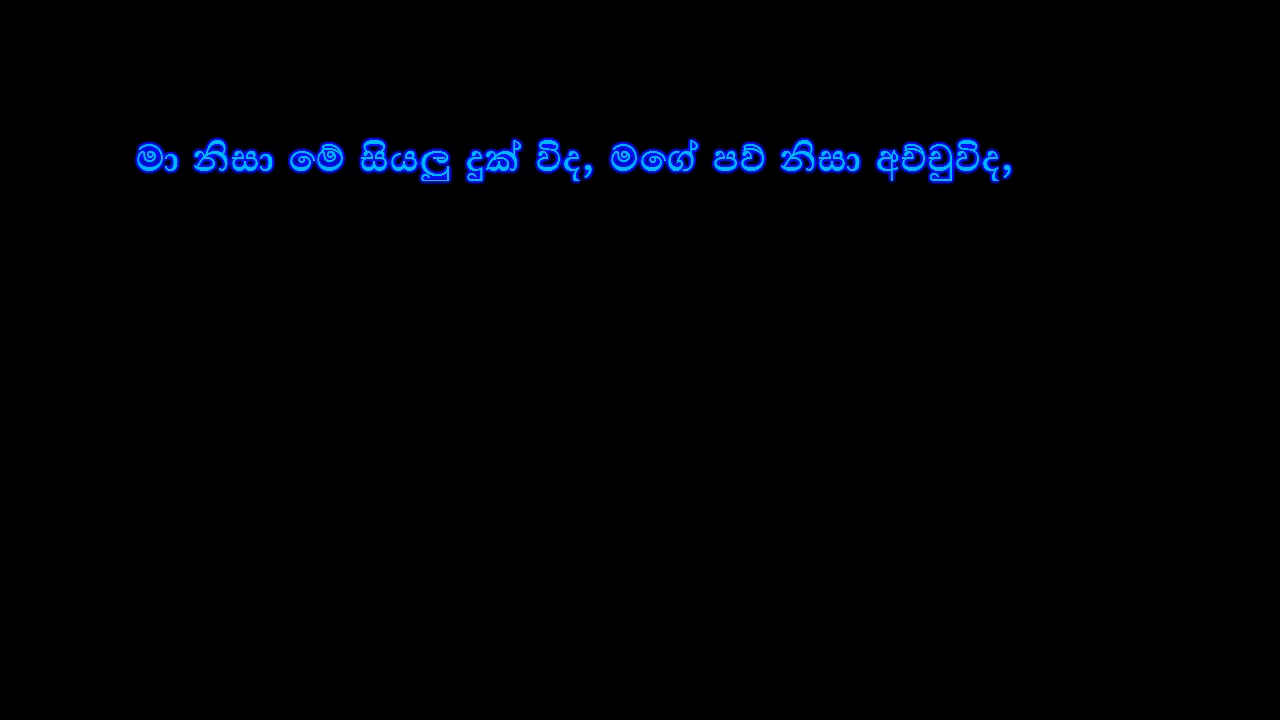 මා නිසා මේ සියලු දුක් විද, මගේ පව් නිසා අච්චුවිද,